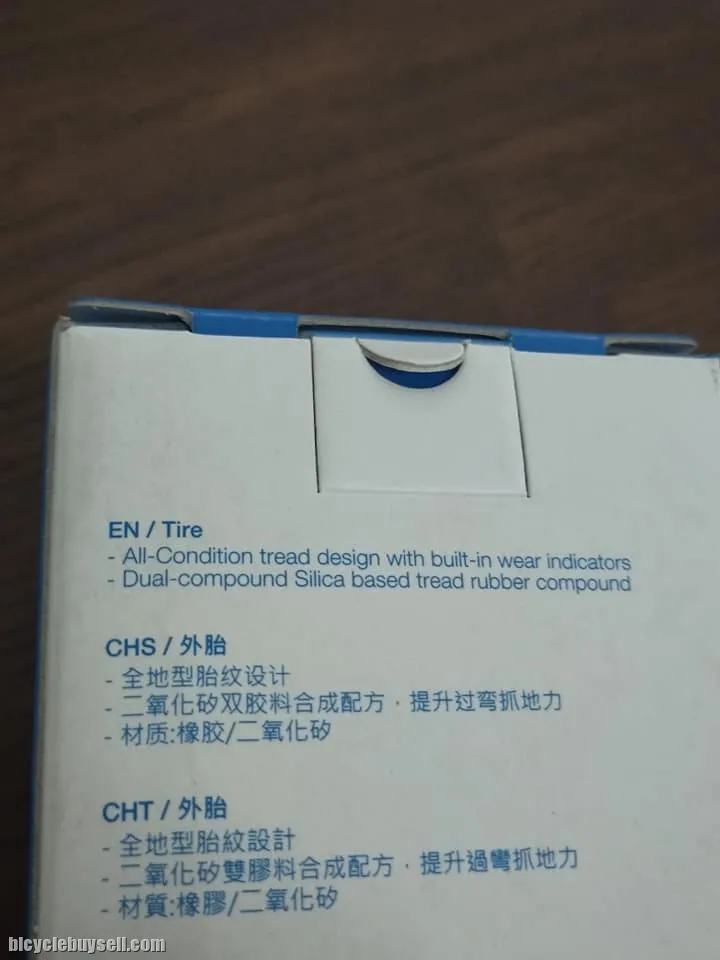 EN / Tire
- All-Condition tread design with built-in wear indicators
- Dual-compound Silica based tread rubber compound
CHS / 外胎
- 全地型胎纹设计
- 二氧化矽双胶料合成配方，提升过弯抓地力
- 材质:橡胶/二氧化矽
CHT / 外胎
- 全地型胎紋設計
- 二氧化矽雙膠料合成配方，提升過彎抓地力
- 材質:橡膠/二氧化矽
bicyclebuysell.com